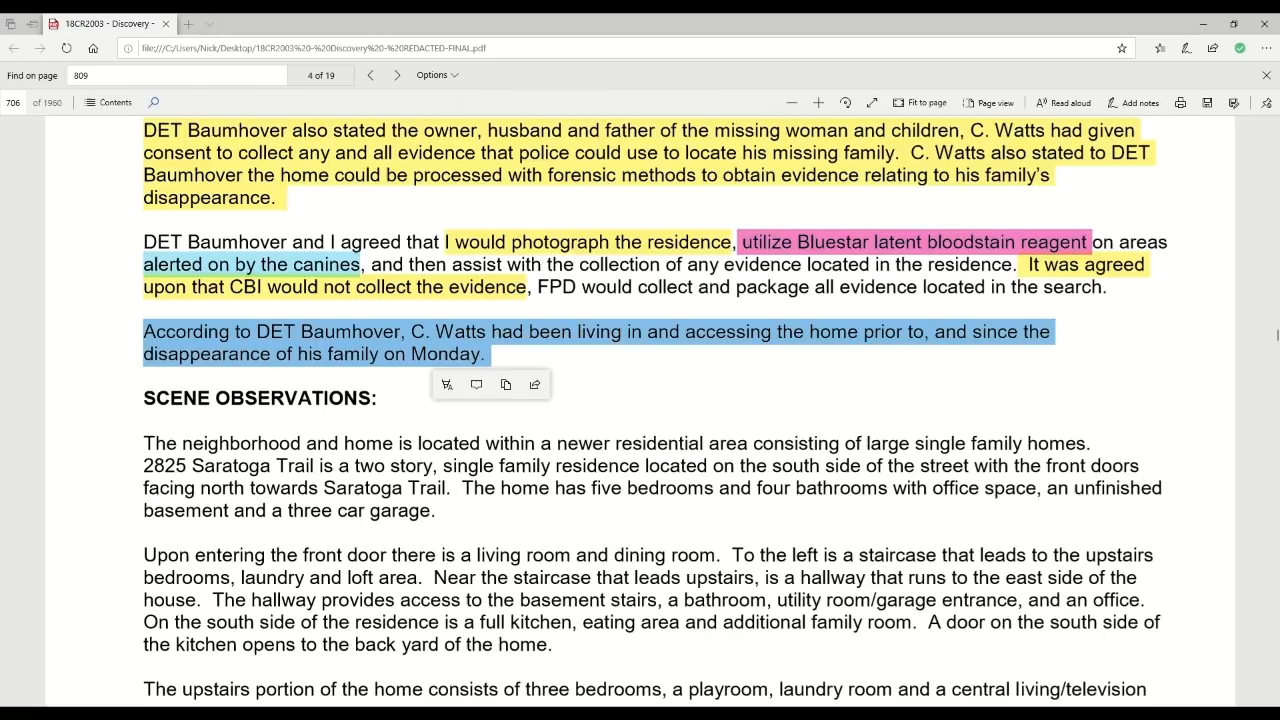 18CR2003 - Discovery -
file:///C:/Users/Nick/Desktop/18CR2003%20-%20Discovery%20-%20REDACTED-FINAL.pdf
Find on page 809 4 of 19 Options
706 of 1960 Contents Fit to page Page view Read aloud Add notes
DET Baumhover also stated the owner, husband and father of the missing woman and children, C. Watts had given
consent to collect any and all evidence that police could use to locate his missing family. C. Watts also stated to DET
Baumhover the home could be processed with forensic methods to obtain evidence relating to his family's
disappearance.
DET Baumhover and I agreed that I would photograph the residence, utilize Bluestar latent bloodstain reagent on areas
alerted on by the canines, and then assist with the collection of any evidence located in the residence. It was agreed
upon that CBI would not collect the evidence, FPD would collect and package all evidence located in the search.
According to DET Baumhover, C. Watts had been living in and accessing the home prior to, and since the
disappearance of his family on Monday.
SCENE OBSERVATIONS:
The neighborhood and home is located within a newer residential area consisting of large single family homes.
2825 Saratoga Trail is a two story, single family residence located on the south side of the street with the front doors
facing north towards Saratoga Trail. The home has five bedrooms and four bathrooms with office space, an unfinished
basement and a three car garage.
Upon entering the front door there is a living room and dining room. To the left is a staircase that leads to the upstairs
bedrooms, laundry and loft area. Near the staircase that leads upstairs, is a hallway that runs to the east side of the
house. The hallway provides access to the basement stairs, a bathroom, utility room/garage entrance, and an office.
On the south side of the residence is a full kitchen, eating area and additional family room. A door on the south side of
the kitchen opens to the back yard of the home.
The upstairs portion of the home consists of three bedrooms, a playroom, laundry room and a central living/television